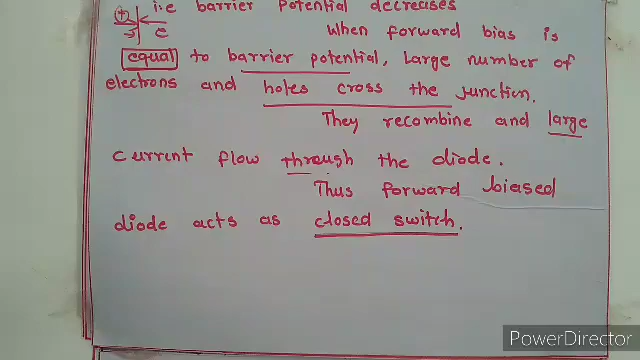 i.e barrier potential decreases
When forward bias is
equal to barrier potential, large number of
electrons and holes cross the junction.
They recombine and large
current flow through the diode.
Thus forward biased
diode acts as closed switch.
PowerDirector